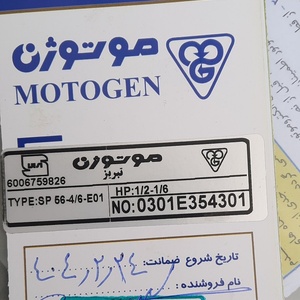 موتوژن
MOTOGEN
موتوژن
تبریز
6006759826
HP:1/2-1/6
TYPE:SP 56-4/6-E01
NO:0301E354301
تاریخ شروع ضمانت:
نام فروشنده: